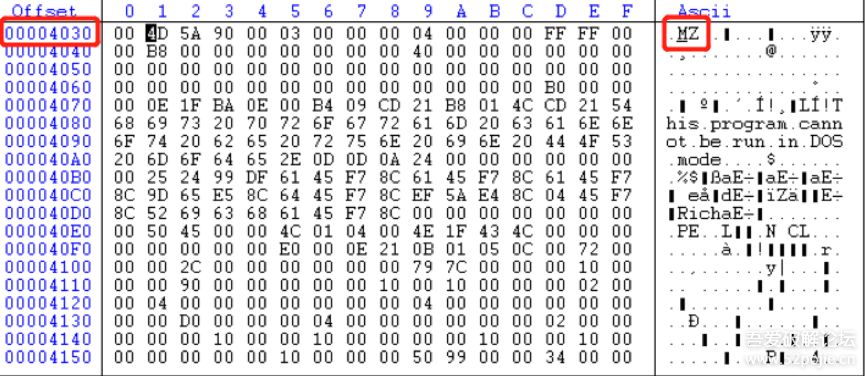 Offset 0 1 2 3 4 5 6 7 8 9 A B C D E F Ascii
00004030 00 4D 5A 90 00 03 00 00 00 04 00 00 00 FF FF 00 .MZ.▮...▮...ÿÿ.
00004040 00 B8 00 00 00 00 00 00 00 40 00 00 00 00 00 00 .¸.......@......
00004050 00 00 00 00 00 00 00 00 00 00 00 00 00 00 00 00 ................
00004060 00 00 00 00 00 00 00 00 00 00 00 00 00 B0 00 00 .............°..
00004070 00 0E 1F BA 0E 00 B4 09 CD 21 B8 01 4C CD 21 54
00004080 68 69 73 20 70 72 6F 67 72 61 6D 20 63 61 6E 6E his.program.cann
00004090 6F 74 20 62 65 20 72 75 6E 20 69 6E 20 44 4F 53 ot.be.run.in.DOS
000040A0 20 6D 6F 64 65 2E 0D 0D 0A 24 00 00 00 00 00 00 .mode....$......
000040B0 00 25 24 99 DF 61 45 F7 8C 61 45 F7 8C 61 45 F7
000040C0 8C 9D 65 E5 8C 64 45 F7 8C EF 5A E4 8C 04 45 F7
000040D0 8C 52 69 63 68 61 45 F7 8C 00 00 00 00 00 00 00
000040E0 00 50 45 00 00 4C 01 04 00 4E 1F 43 4C 00 00 00
000040F0 00 00 00 00 00 E0 00 0E 21 0B 01 05 0C 00 72 00
00004100 00 00 2C 00 00 00 00 00 00 79 7C 00 00 00 10 00
00004110 00 00 90 00 00 00 00 00 10 00 10 00 00 00 02 00
00004120 00 04 00 00 00 00 00 00 00 04 00 00 00 00 00 00
00004130 00 00 D0 00 00 00 04 00 00 00 00 00 00 02 00 00
00004140 00 00 00 10 00 00 10 00 00 00 00 10 00 00 10 00
00004150 00 00 00 00 00 10 00 00 00 50 99 00 00 34 00 00
吾爱破解论坛
www.52pojie.cn